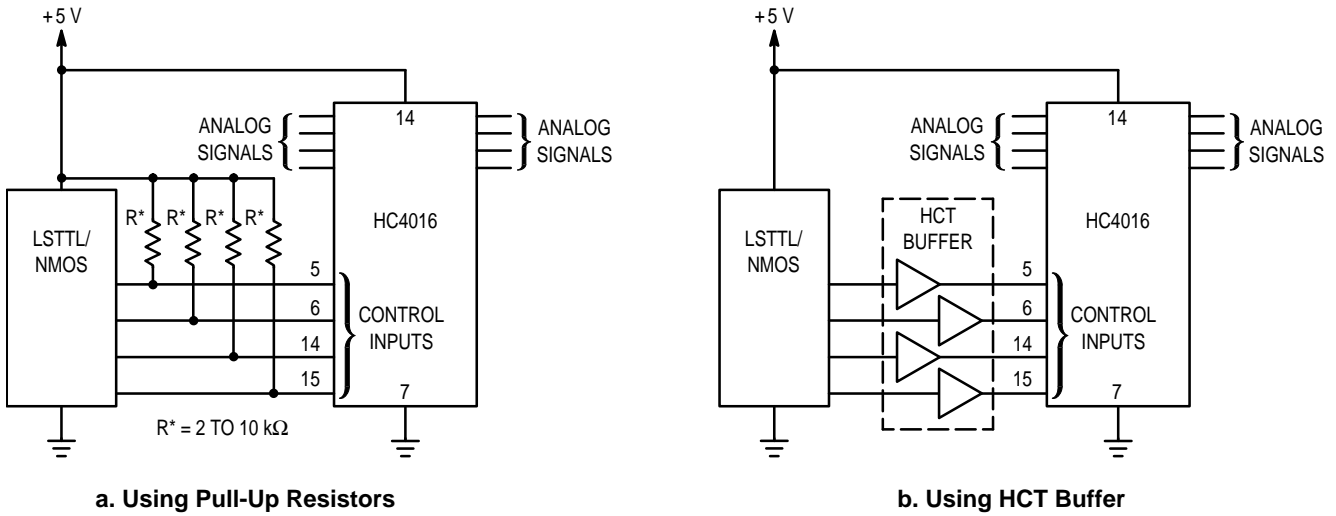 +5 V
14
ANALOG
SIGNALS
ANALOG
SIGNALS
R* R* R* R*
LSTTL/
NMOS
HC4016
5
6
CONTROL
INPUTS
14
15
7
R* = 2 TO 10 kΩ
a. Using Pull-Up Resistors
+5 V
14
ANALOG
SIGNALS
ANALOG
SIGNALS
HCT
BUFFER
LSTTL/
NMOS
HC4016
5
6
CONTROL
INPUTS
14
15
7
b. Using HCT Buffer